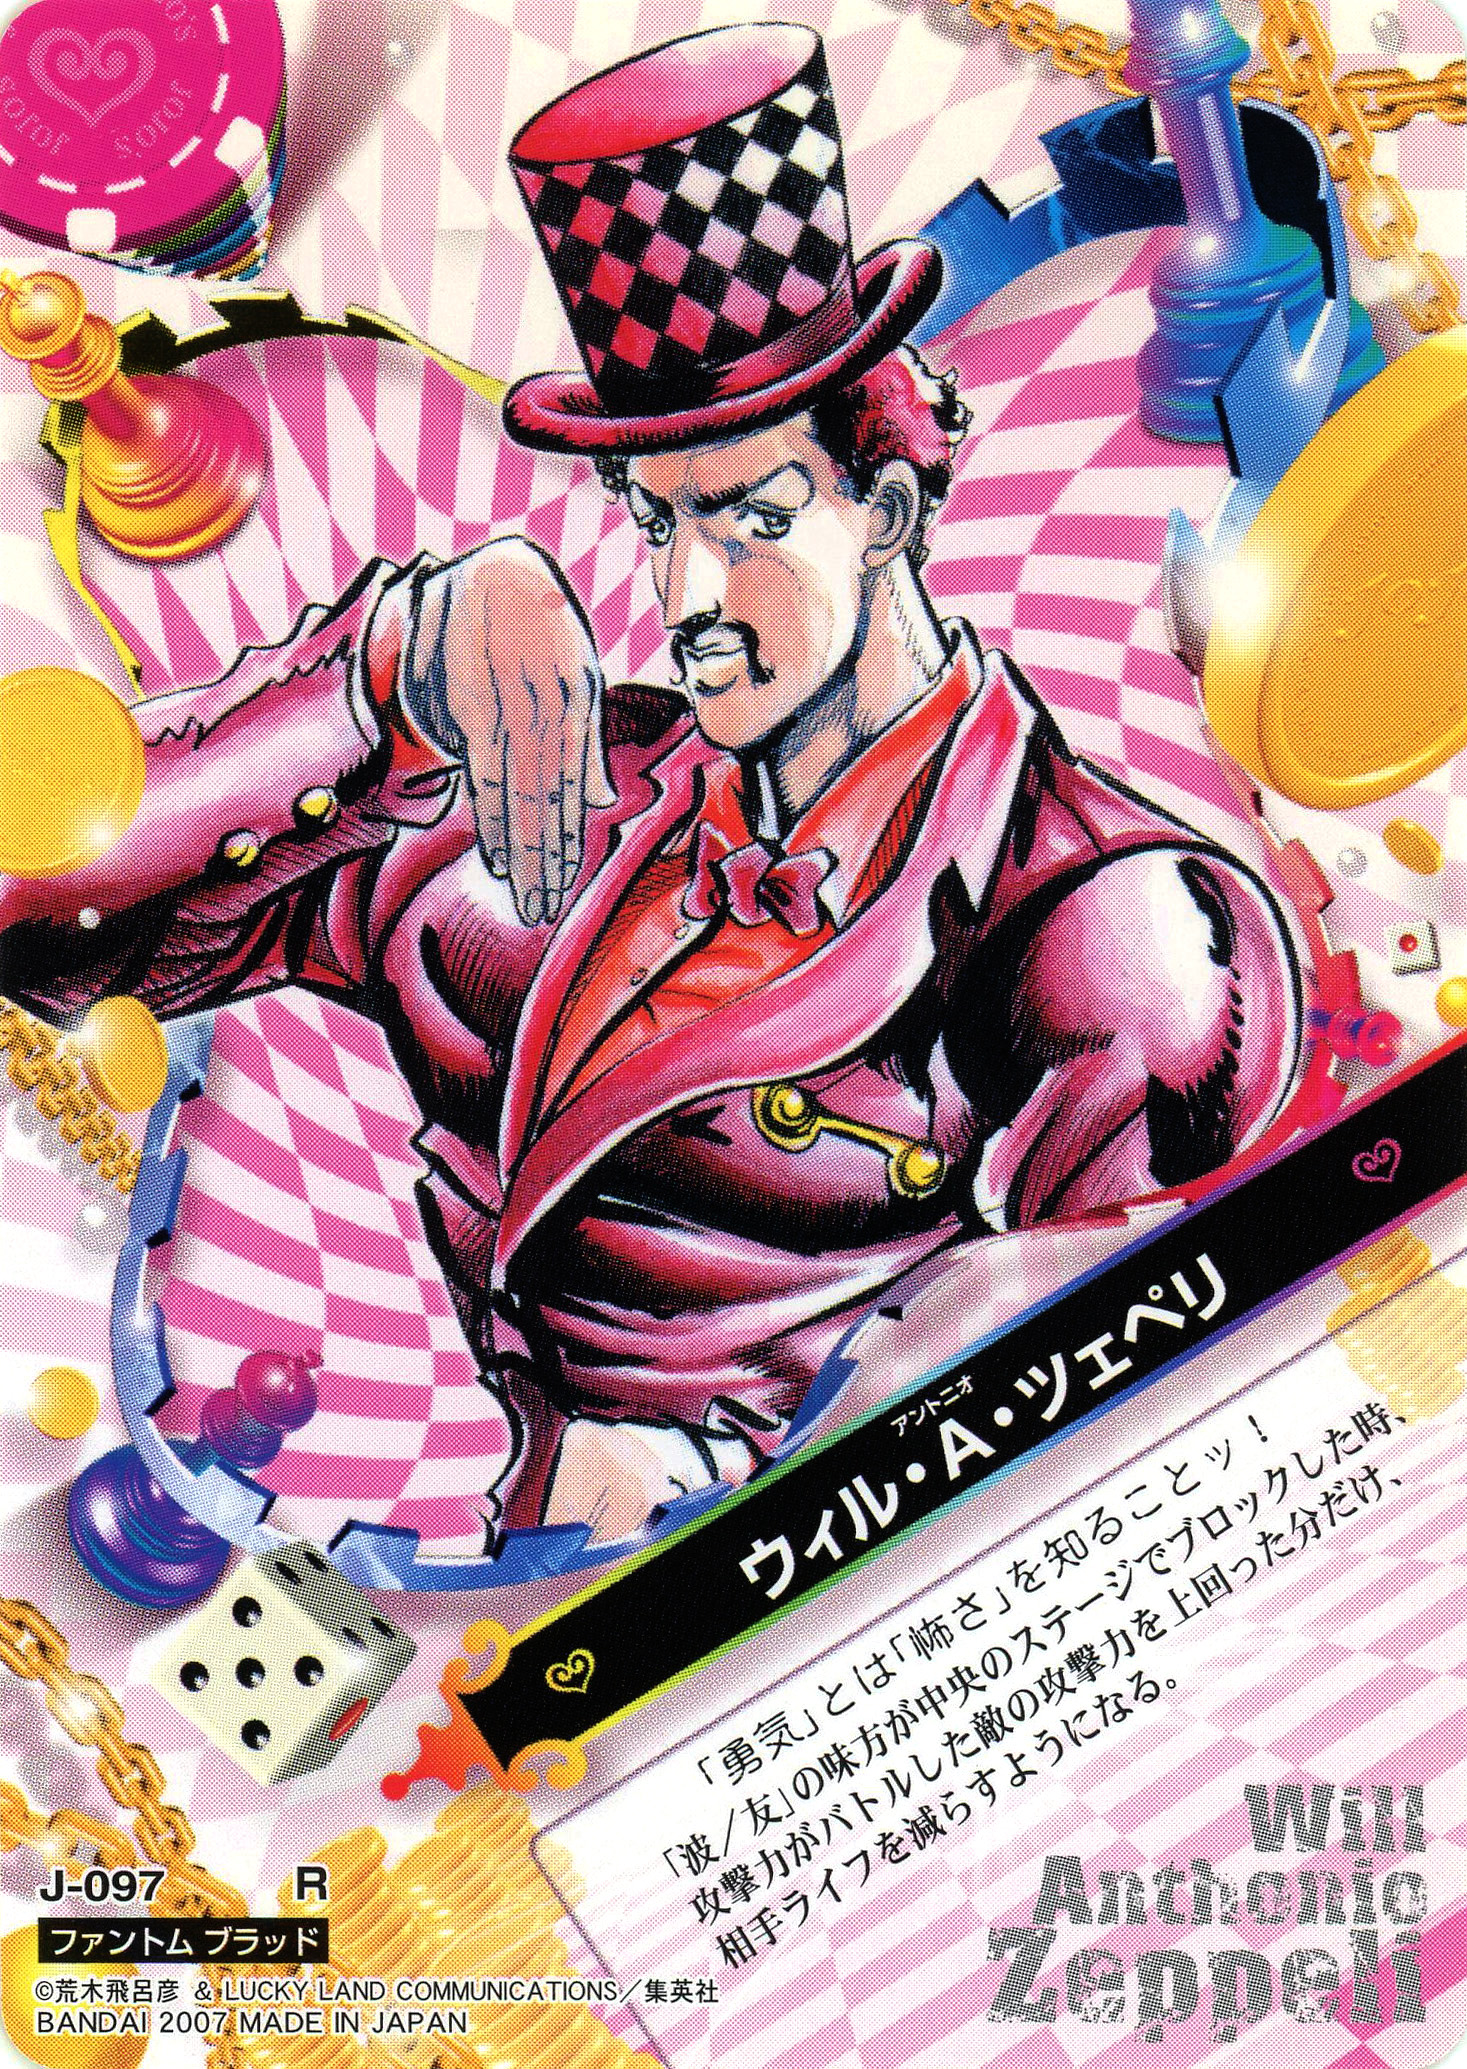 JOJO's
JOJO's
JOJO's
アントニオ
ウィル・A・ツェペリ
「勇気」とは「怖さ」を知ることッ！
「波／友」の味方が中央のステージでブロックした時、
攻撃力がバトルした敵の攻撃力を上回った分だけ、
相手ライフを減らすようになる。
Will
Anthonio
Zeppeli
J-097 R
ファントム ブラッド
©荒木飛呂彦 & LUCKY LAND COMMUNICATIONS／集英社
BANDAI 2007 MADE IN JAPAN